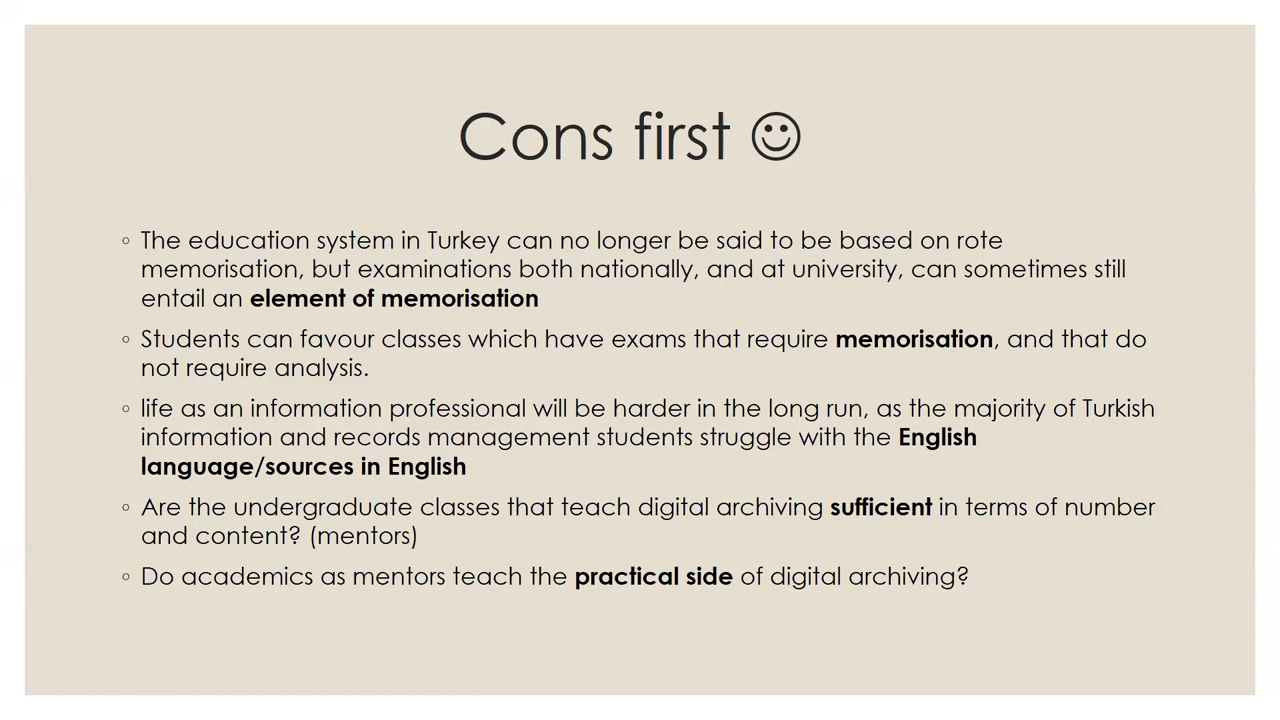 Cons first ☺
◦ The education system in Turkey can no longer be said to be based on rote
memorisation, but examinations both nationally, and at university, can sometimes still
entail an element of memorisation
◦ Students can favour classes which have exams that require memorisation, and that do
not require analysis.
◦ life as an information professional will be harder in the long run, as the majority of Turkish
information and records management students struggle with the English
language/sources in English
◦ Are the undergraduate classes that teach digital archiving sufficient in terms of number
and content? (mentors)
◦ Do academics as mentors teach the practical side of digital archiving?